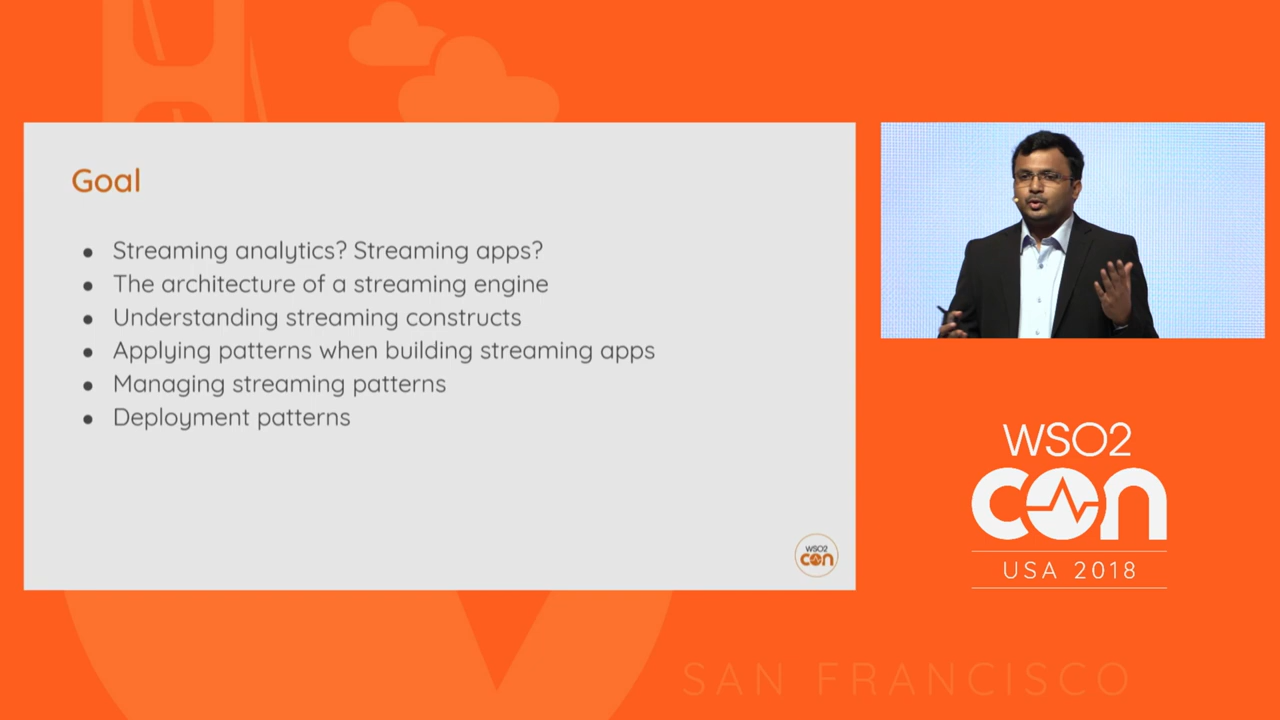 Goal
● Streaming analytics? Streaming apps?
● The architecture of a streaming engine
● Understanding streaming constructs
● Applying patterns when building streaming apps
● Managing streaming patterns
● Deployment patterns
WSO2
con
WSO2
con
USA 2018
SAN FRANCISCO